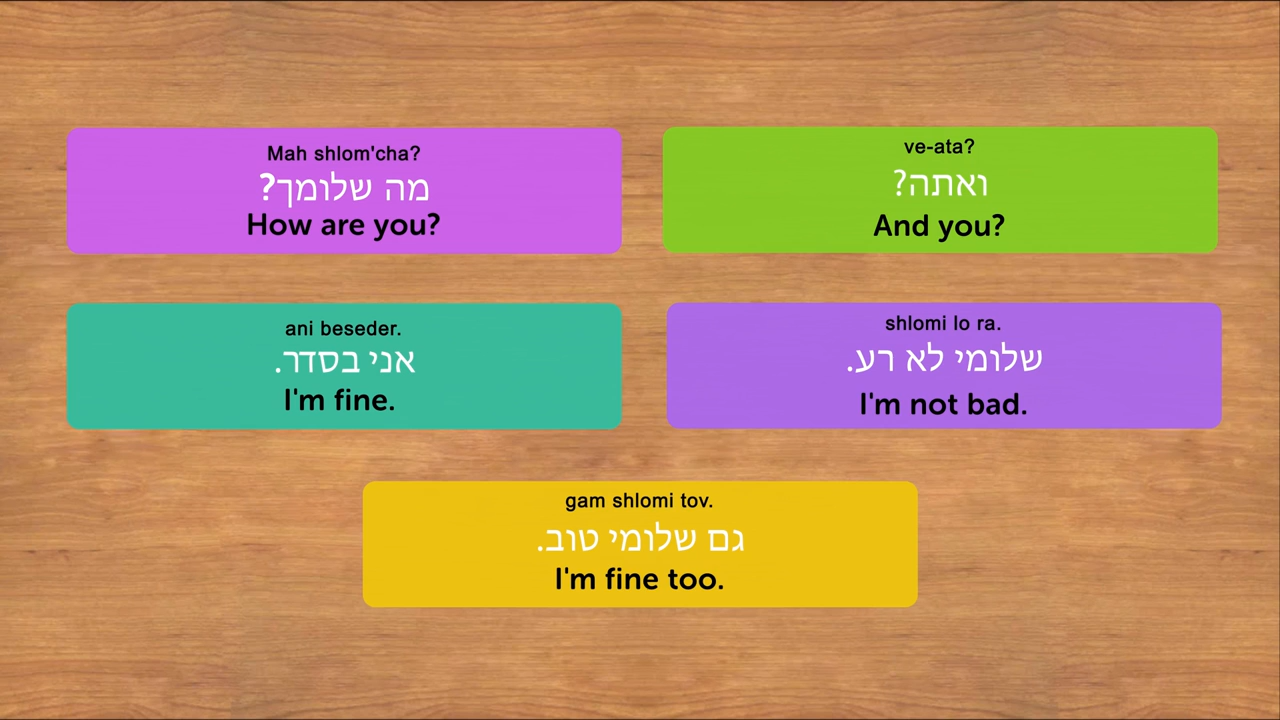 Mah shlom'cha?
מה שלומך?
How are you?
ve-ata?
ואתה?
And you?
ani beseder.
אני בסדר.
I'm fine.
shlomi lo ra.
שלומי לא רע.
I'm not bad.
gam shlomi tov.
גם שלומי טוב.
I'm fine too.